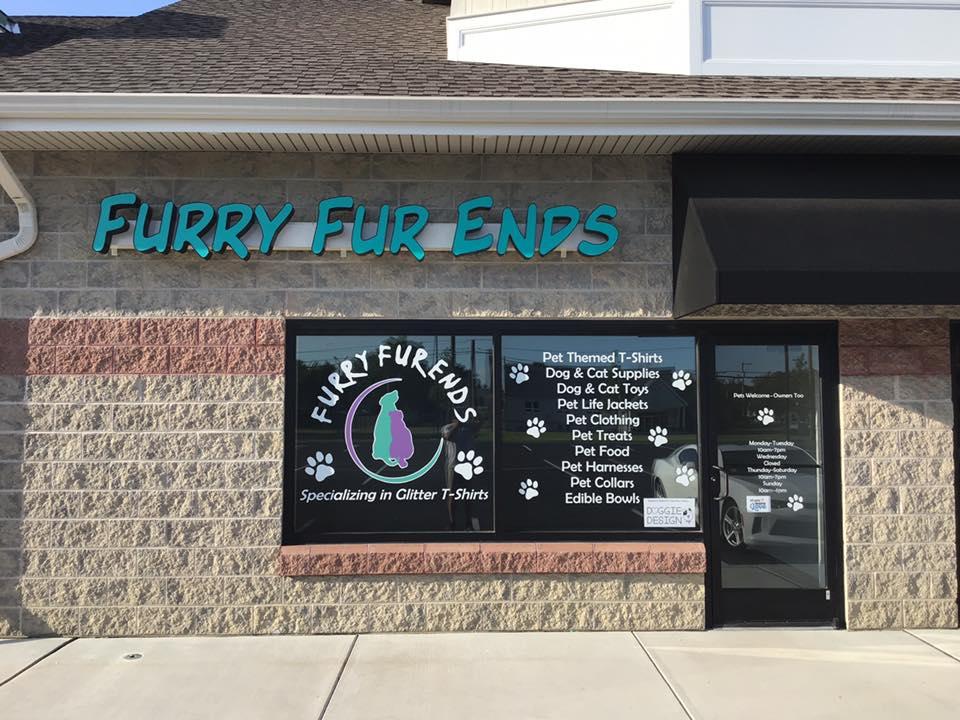 FURRY FUR ENDS
FURRY FUR ENDS
Specializing in Glitter T-Shirts
Pet Themed T-Shirts
Dog & Cat Supplies
Dog & Cat Toys
Pet Life Jackets
Pet Clothing
Pet Treats
Pet Food
Pet Harnesses
Pet Collars
Edible Bowls
DOGGIE
DESIGN
Pets Welcome - Owners Too
Monday-Tuesday
10am-7pm
Wednesday
Closed
Thursday-Saturday
10am-7pm
Sunday